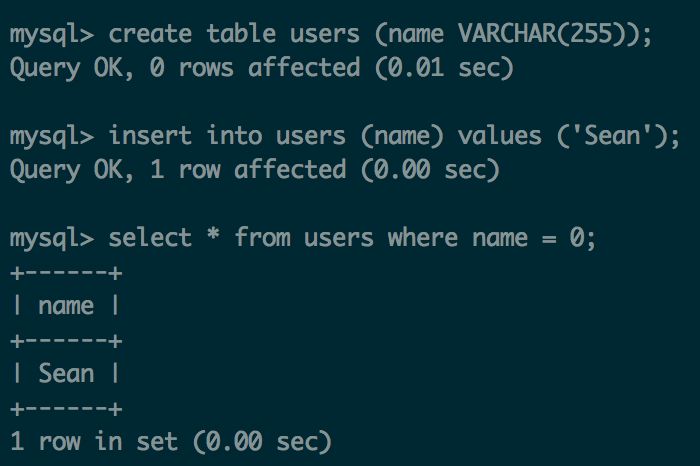 mysql> create table users (name VARCHAR(255));
Query OK, 0 rows affected (0.01 sec)

mysql> insert into users (name) values ('Sean');
Query OK, 1 row affected (0.00 sec)

mysql> select * from users where name = 0;
+------+
| name |
+------+
| Sean |
+------+
1 row in set (0.00 sec)